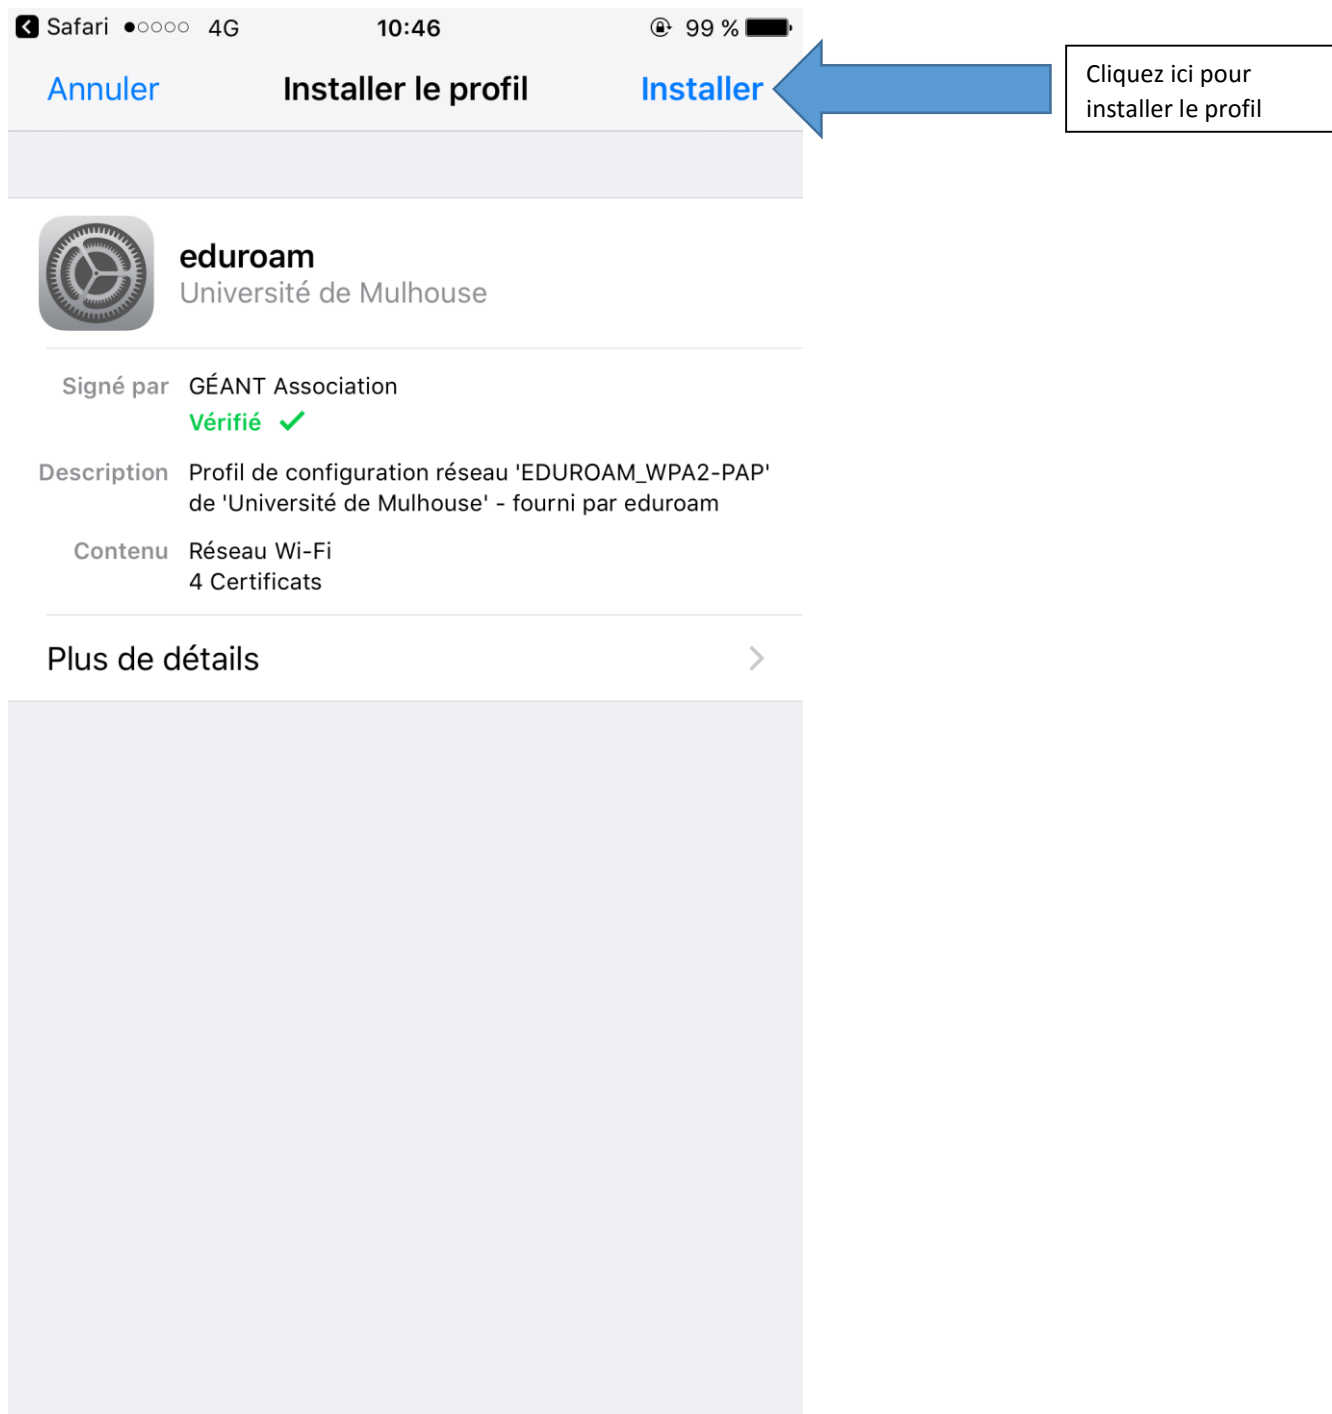 Safari 4G 10:46 99 %
Annuler Installer le profil Installer
Cliquez ici pour
installer le profil
eduroam
Université de Mulhouse
Signé par GÉANT Association
Vérifié
Description Profil de configuration réseau 'EDUROAM_WPA2-PAP'
de 'Université de Mulhouse' - fourni par eduroam
Contenu Réseau Wi-Fi
4 Certificats
Plus de détails